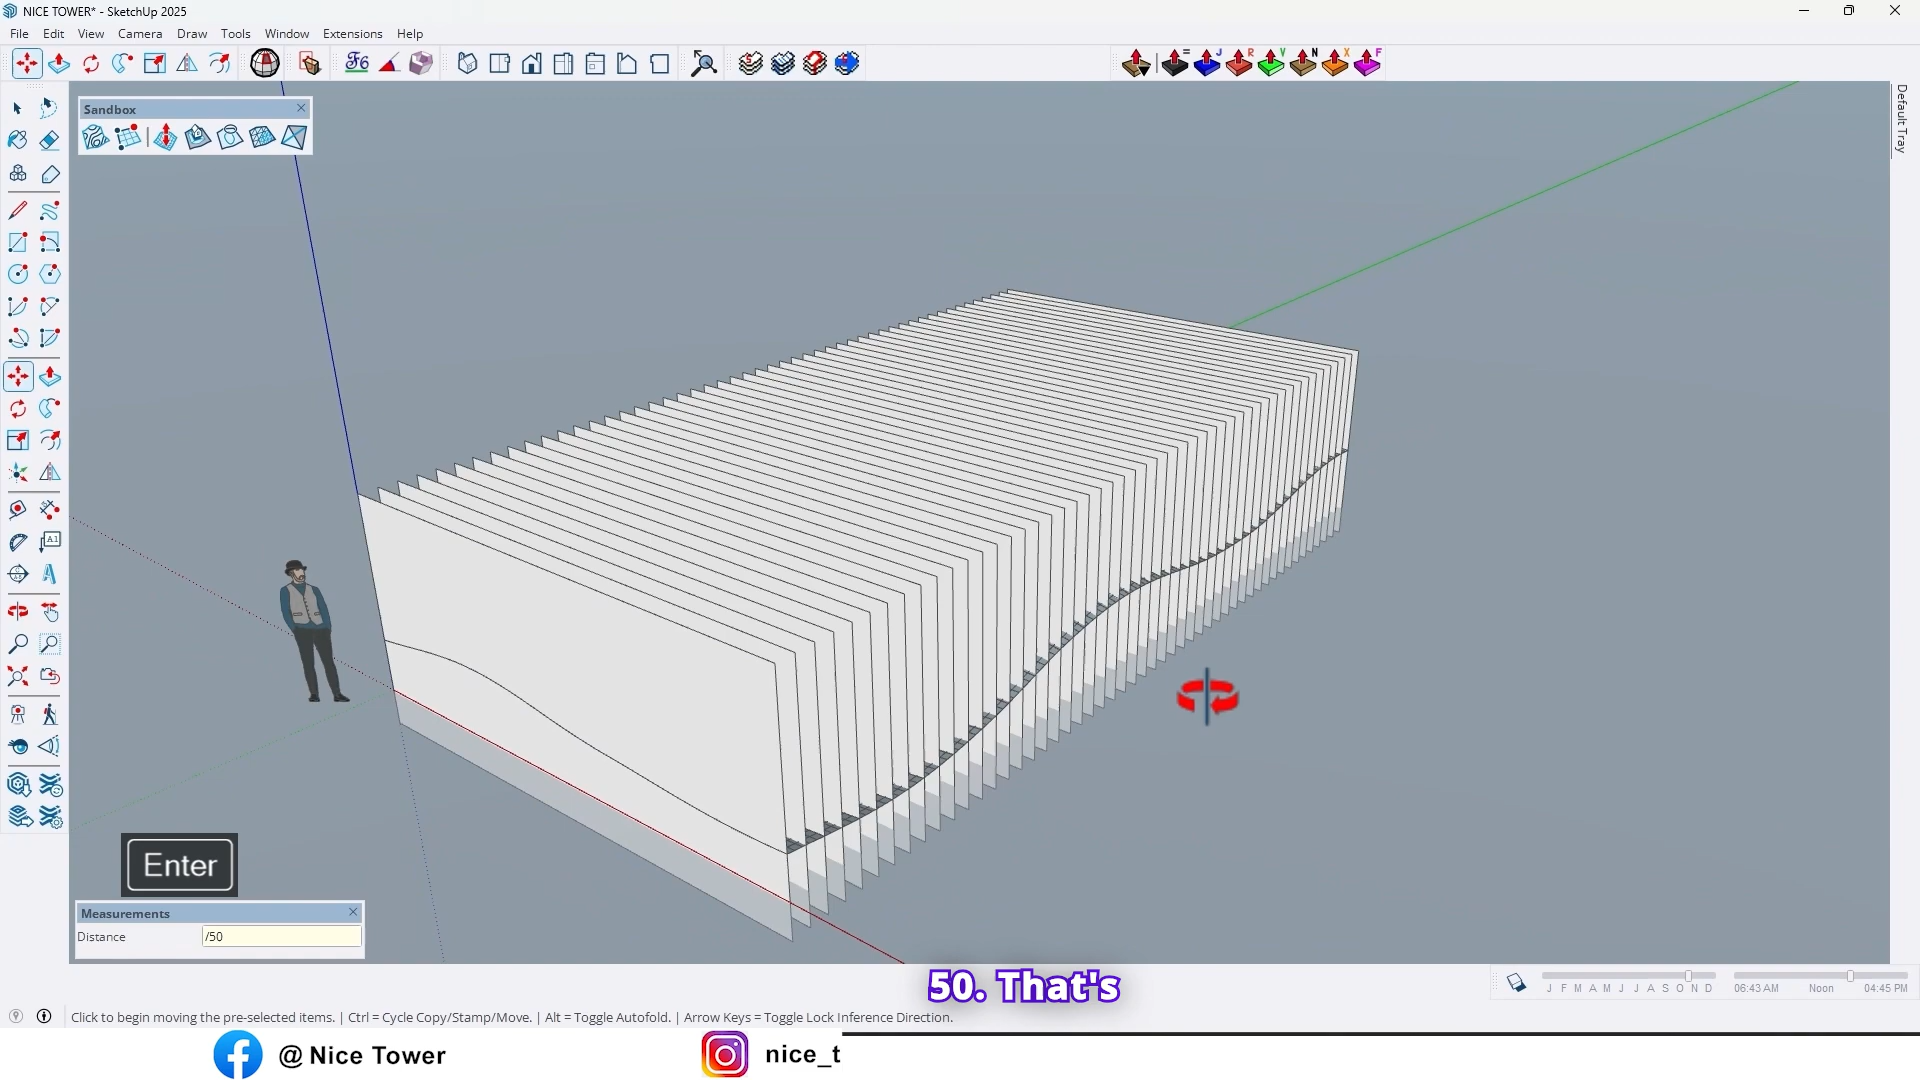 NICE TOWER* - SketchUp 2025
File Edit View Camera Draw Tools Window Extensions Help
= J R V N X F
Sandbox
Default Tray
A1
Enter
Measurements
Distance /50
50. That's
J F M A M J J A S O N D 06:43 AM Noon 04:45 PM
Click to begin moving the pre-selected items. | Ctrl = Cycle Copy/Stamp/Move. | Alt = Toggle Autofold. | Arrow Keys = Toggle Lock Inference Direction.
@ Nice Tower nice_t